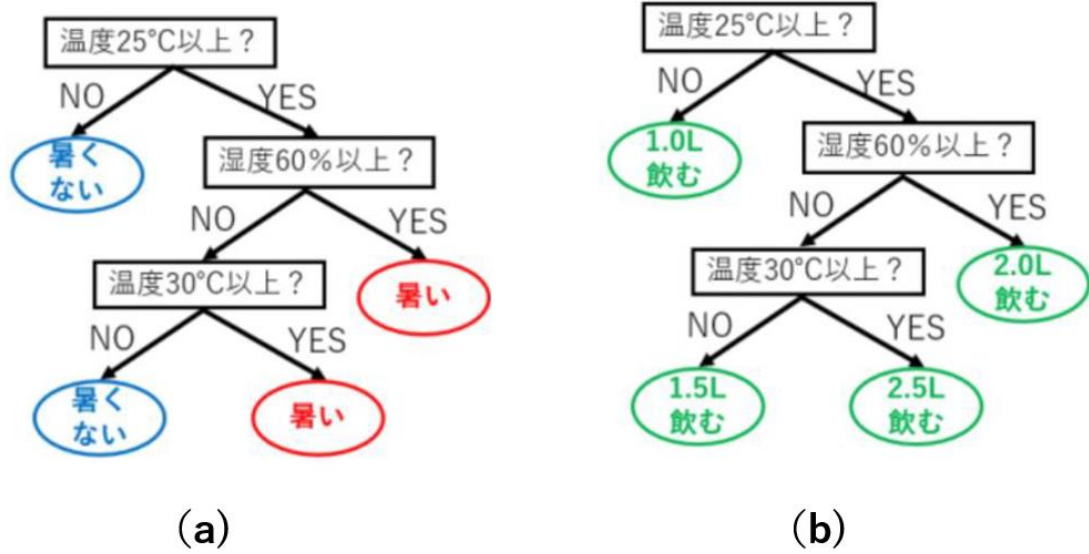 温度25°C以上？
NO
YES
暑く
ない
湿度60%以上？
NO
YES
温度30°C以上？
暑い
NO
YES
暑く
ない
暑い
(a)
温度25°C以上？
NO
YES
1.0L
飲む
湿度60%以上？
NO
YES
温度30°C以上？
2.0L
飲む
NO
YES
1.5L
飲む
2.5L
飲む
(b)